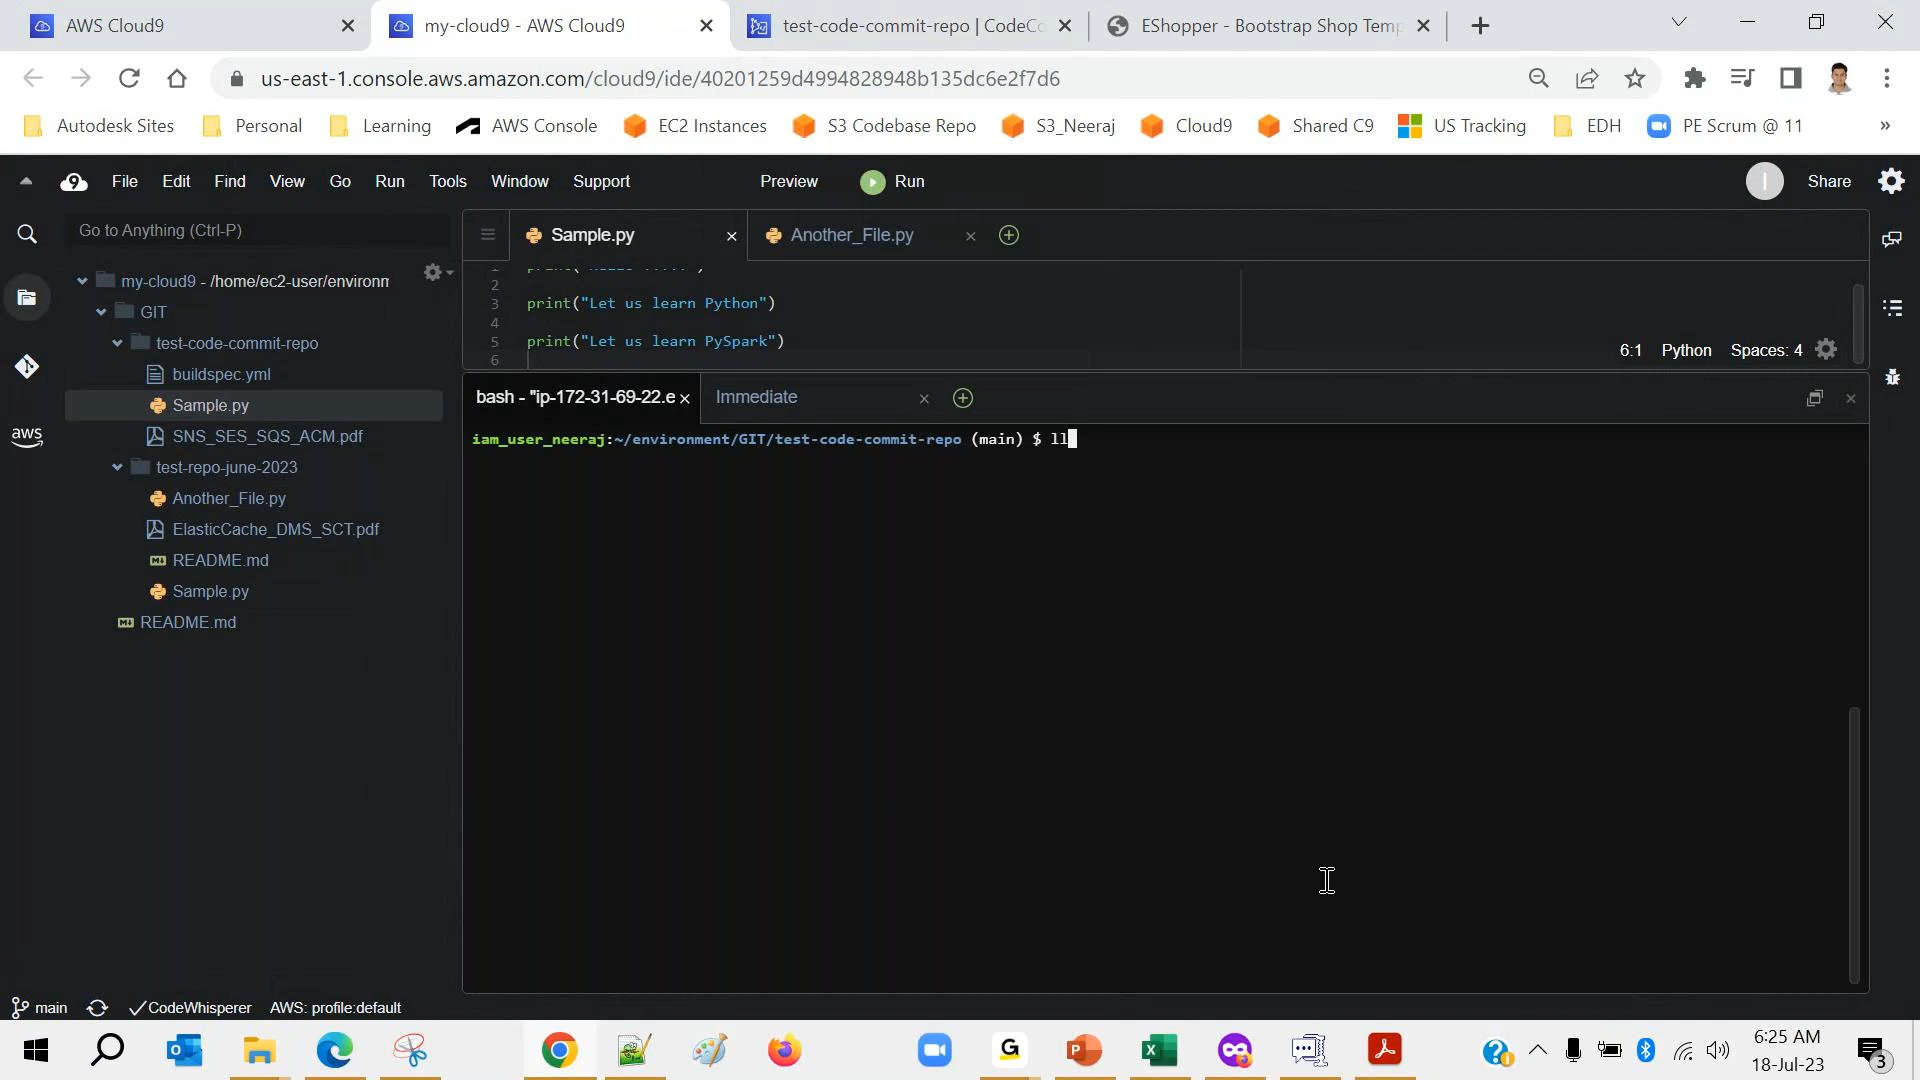 AWS Cloud9
my-cloud9 - AWS Cloud9
test-code-commit-repo | CodeCo
EShopper - Bootstrap Shop Temp
us-east-1.console.aws.amazon.com/cloud9/ide/40201259d4994828948b135dc6e2f7d6
Autodesk Sites
Personal
Learning
AWS Console
EC2 Instances
S3 Codebase Repo
S3_Neeraj
Cloud9
Shared C9
US Tracking
EDH
PE Scrum @ 11
»
9
File
Edit
Find
View
Go
Run
Tools
Window
Support
Preview
Run
I
Share
Go to Anything (Ctrl-P)
my-cloud9 - /home/ec2-user/environm
GIT
test-code-commit-repo
buildspec.yml
Sample.py
SNS_SES_SQS_ACM.pdf
test-repo-june-2023
Another_File.py
ElasticCache_DMS_SCT.pdf
README.md
Sample.py
README.md
aws
Sample.py
Another_File.py
2
3 print("Let us learn Python")
4
5 print("Let us learn PySpark")
6
6:1 Python Spaces: 4
bash - "ip-172-31-69-22.e
Immediate
iam_user_neeraj:~/environment/GIT/test-code-commit-repo (main) $ ll
main
CodeWhisperer
AWS: profile:default
6:25 AM
18-Jul-23
3